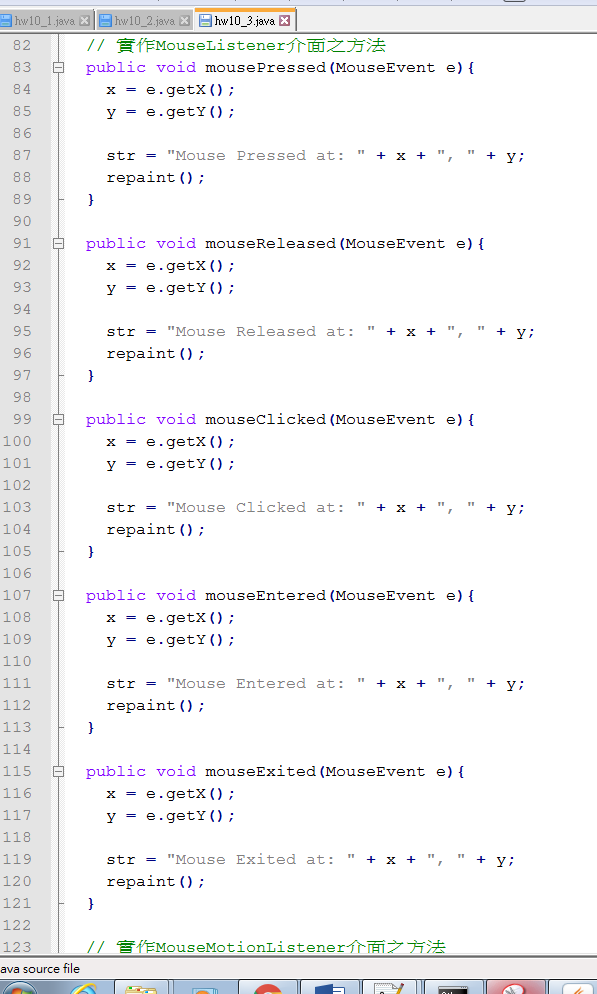 hw10_1.java hw10_2.java hw10_3.java
82 // 實作MouseListener介面之方法
83 public void mousePressed(MouseEvent e){
84 x = e.getX();
85 y = e.getY();
86
87 str = "Mouse Pressed at: " + x + ", " + y;
88 repaint();
89 }
90
91 public void mouseReleased(MouseEvent e){
92 x = e.getX();
93 y = e.getY();
94
95 str = "Mouse Released at: " + x + ", " + y;
96 repaint();
97 }
98
99 public void mouseClicked(MouseEvent e){
100 x = e.getX();
101 y = e.getY();
102
103 str = "Mouse Clicked at: " + x + ", " + y;
104 repaint();
105 }
106
107 public void mouseEntered(MouseEvent e){
108 x = e.getX();
109 y = e.getY();
110
111 str = "Mouse Entered at: " + x + ", " + y;
112 repaint();
113 }
114
115 public void mouseExited(MouseEvent e){
116 x = e.getX();
117 y = e.getY();
118
119 str = "Mouse Exited at: " + x + ", " + y;
120 repaint();
121 }
122
123 // 實作MouseMotionListener介面之方法
ava source file